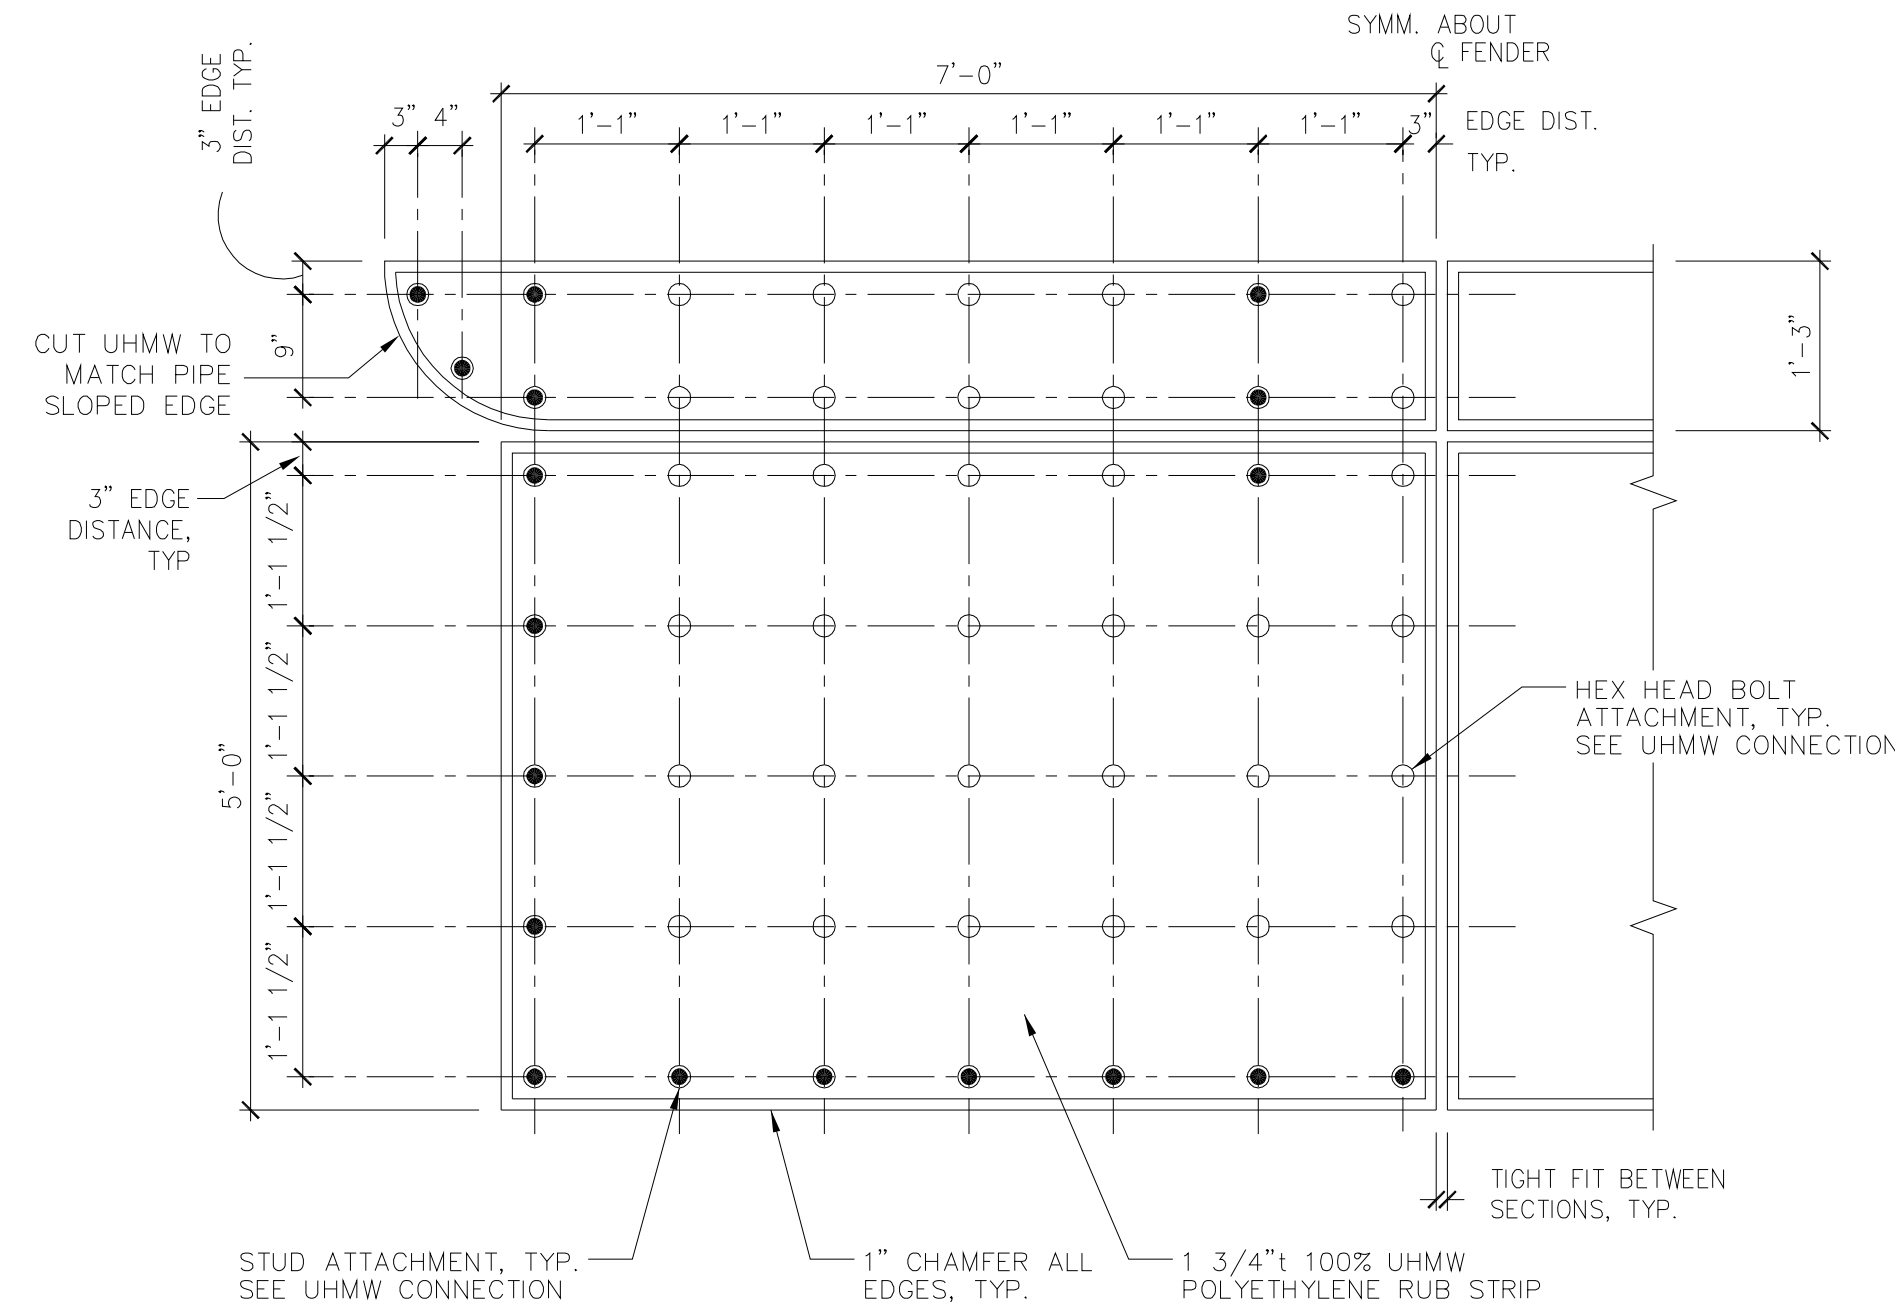 SYMM. ABOUT
℄ FENDER
7'-0"
3" EDGE
DIST. TYP.
3"
4"
1'-1"
1'-1"
1'-1"
1'-1"
1'-1"
1'-1"
3"
EDGE DIST.
TYP.
9"
CUT UHMW TO
MATCH PIPE
SLOPED EDGE
1'-3"
3" EDGE
DISTANCE,
TYP
1'-1 1/2"
1'-1 1/2"
1'-1 1/2"
1'-1 1/2"
5'-0"
HEX HEAD BOLT
ATTACHMENT, TYP.
SEE UHMW CONNECTION
TIGHT FIT BETWEEN
SECTIONS, TYP.
STUD ATTACHMENT, TYP.
SEE UHMW CONNECTION
1" CHAMFER ALL
EDGES, TYP.
1 3/4"t 100% UHMW
POLYETHYLENE RUB STRIP